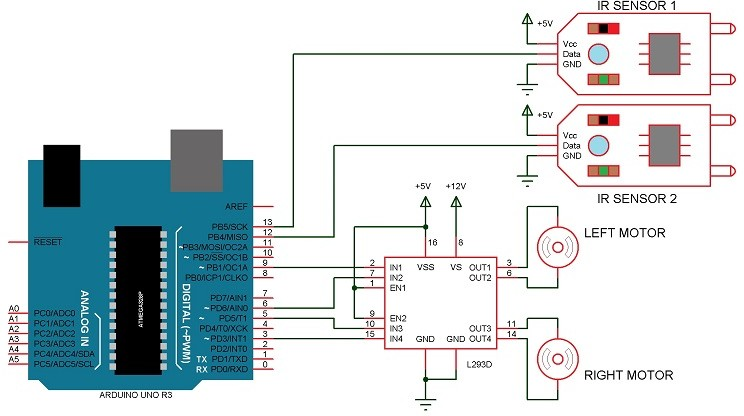 IR SENSOR 1
+5V
Vcc
Data
GND
+5V
Vcc
Data
GND
IR SENSOR 2
+5V
+12V
AREF
PB5/SCK 13
PB4/MISO 12
~PB3/MOSI/OC2A 11
~PB2/SS/OC1B 10
~PB1/OC1A 9
PB0/ICP1/CLKO 8
PD7/AIN1 7
~PD6/AIN0 6
~PD5/T1 5
PD4/T0/XCK 4
~PD3/INT1 3
PD2/INT0 2
TX PD1/TXD 1
RX PD0/RXD 0
RESET
ATMEGA328P
DIGITAL (~PWM)
ANALOG IN
A0 PC0/ADC0
A1 PC1/ADC1
A2 PC2/ADC2
A3 PC3/ADC3
A4 PC4/ADC4/SDA
A5 PC5/ADC5/SCL
ARDUINO UNO R3
16 8
VSS VS
2 IN1 OUT1 3
7 IN2 OUT2 6
1 EN1
9 EN2
10 IN3 OUT3 11
15 IN4 OUT4 14
GND GND
L293D
LEFT MOTOR
RIGHT MOTOR